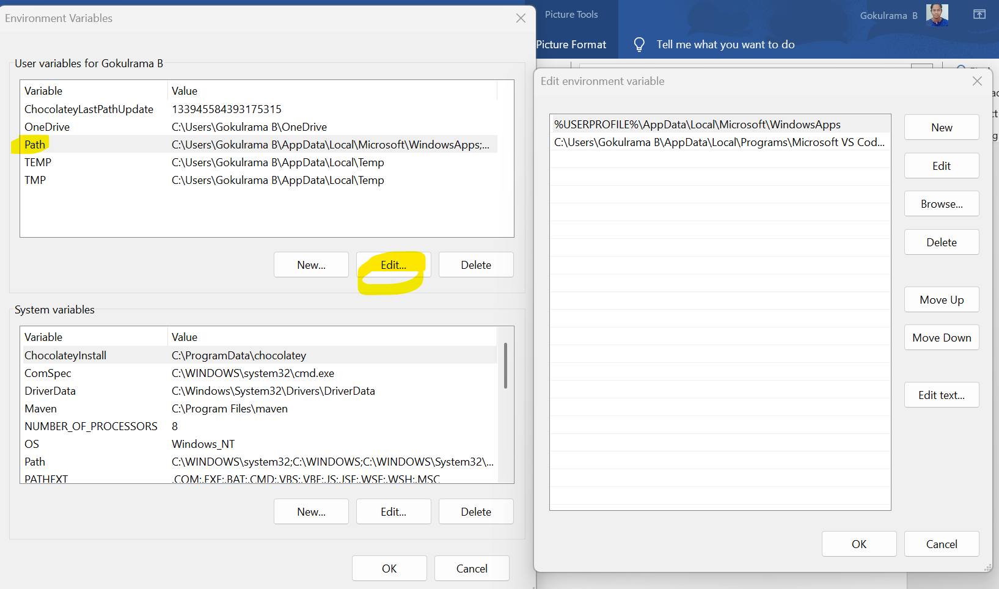 Environment Variables
User variables for Gokulrama B
Variable Value
ChocolateyLastPathUpdate 133945584393175315
OneDrive C:\Users\Gokulrama B\OneDrive
Path C:\Users\Gokulrama B\AppData\Local\Microsoft\WindowsApps;...
TEMP C:\Users\Gokulrama B\AppData\Local\Temp
TMP C:\Users\Gokulrama B\AppData\Local\Temp
New... Edit... Delete
System variables
Variable Value
ChocolateyInstall C:\ProgramData\chocolatey
ComSpec C:\WINDOWS\system32\cmd.exe
DriverData C:\Windows\System32\Drivers\DriverData
Maven C:\Program Files\maven
NUMBER_OF_PROCESSORS 8
OS Windows_NT
Path C:\WINDOWS\system32;C:\WINDOWS;C:\WINDOWS\System32\...
PATHEXT .COM;.EXE;.BAT;.CMD;.VBS;.VBE;.JS;.JSE;.WSF;.WSH;.MSC
New... Edit... Delete
OK Cancel
Picture Tools
Gokulrama B
Picture Format
Tell me what you want to do
Edit environment variable
%USERPROFILE%\AppData\Local\Microsoft\WindowsApps
C:\Users\Gokulrama B\AppData\Local\Programs\Microsoft VS Cod...
New
Edit
Browse...
Delete
Move Up
Move Down
Edit text...
OK Cancel